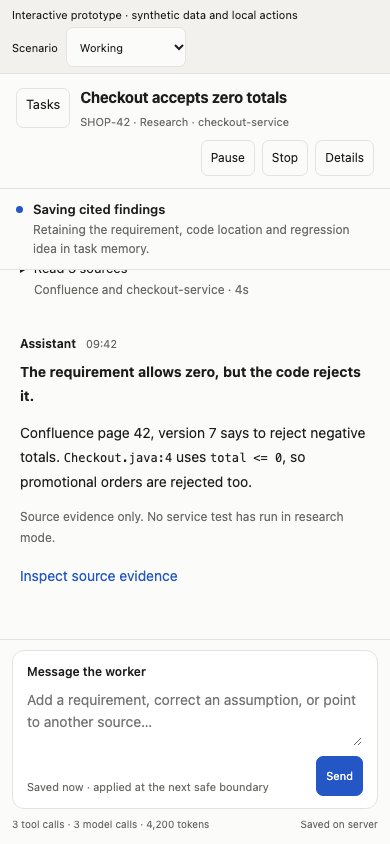 Interactive prototype · synthetic data and local actions
Scenario
Working
Tasks
Checkout accepts zero totals
SHOP-42 · Research · checkout-service
Pause
Stop
Details
Saving cited findings
Retaining the requirement, code location and regression
idea in task memory.
Read 3 sources
Confluence and checkout-service · 4s
Assistant 09:42
The requirement allows zero, but the code rejects
it.
Confluence page 42, version 7 says to reject negative
totals. Checkout.java:4 uses total <= 0, so
promotional orders are rejected too.
Source evidence only. No service test has run in research
mode.
Inspect source evidence
Message the worker
Add a requirement, correct an assumption, or point
to another source...
Saved now · applied at the next safe boundary
Send
3 tool calls · 3 model calls · 4,200 tokens
Saved on server